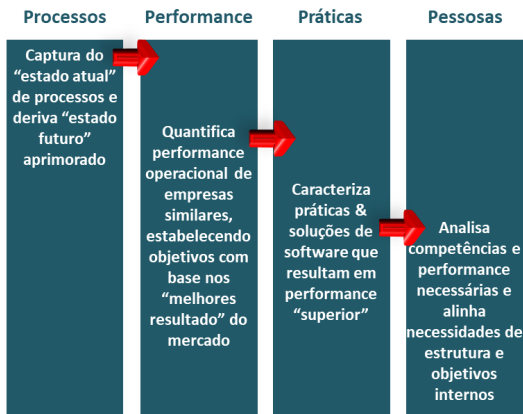 Processos
Performance
Práticas
Pessosas
Captura do
“estado atual”
de processos e
deriva “estado
futuro”
aprimorado
Quantifica
performance
operacional de
empresas
similares,
estabelecendo
objetivos com
base nos
“melhores
resultado” do
mercado
Caracteriza
práticas &
soluções de
software que
resultam em
performance
“superior”
Analisa
competências e
performance
necessárias e
alinha
necessidades de
estrutura e
objetivos
internos